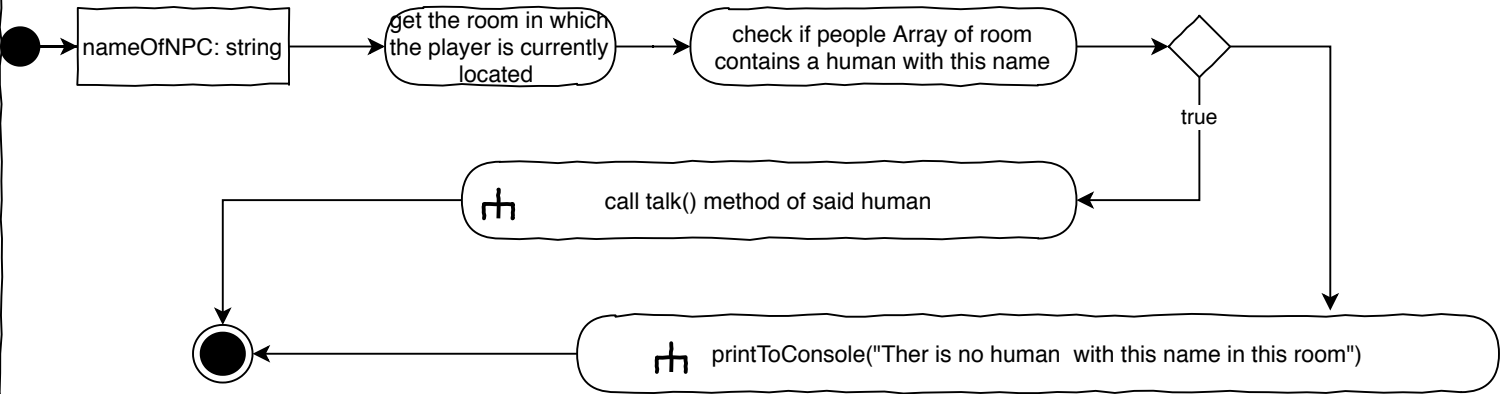 nameOfNPC: string
get the room in which
the player is currently
located
check if people Array of room
contains a human with this name
true
call talk() method of said human
printToConsole("Ther is no human  with this name in this room")